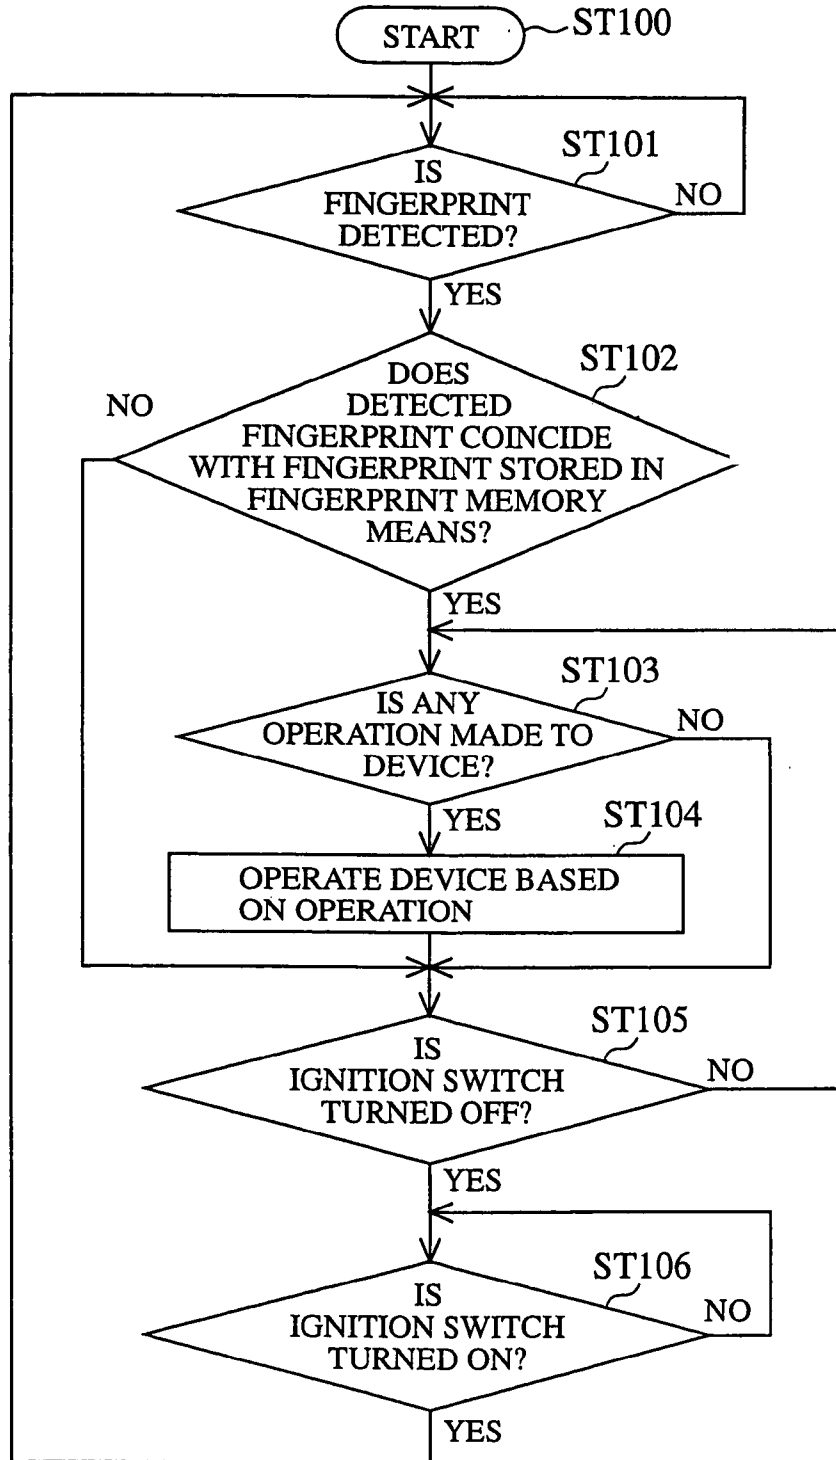 START
ST100
ST101
IS
FINGERPRINT
DETECTED?
NO
YES
ST102
DOES
DETECTED
FINGERPRINT COINCIDE
WITH FINGERPRINT STORED IN
FINGERPRINT MEMORY
MEANS?
NO
YES
ST103
IS ANY
OPERATION MADE TO
DEVICE?
NO
YES
ST104
OPERATE DEVICE BASED
ON OPERATION
ST105
IS
IGNITION SWITCH
TURNED OFF?
NO
YES
ST106
IS
IGNITION SWITCH
TURNED ON?
NO
YES